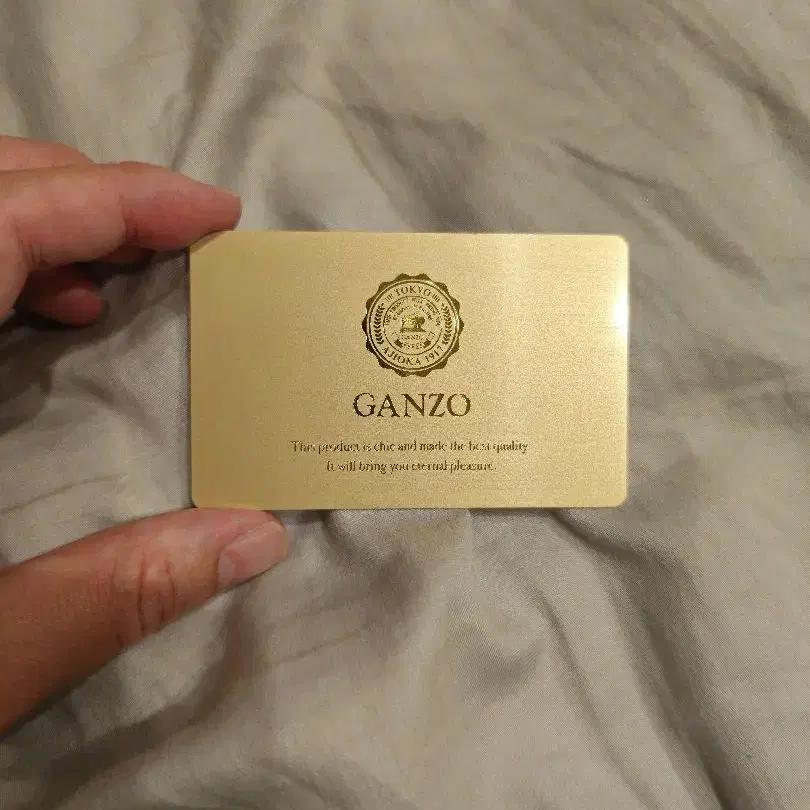 TOKYO
AJIOKA 1917
GANZO
This product is chic and made the best quality
It will bring you eternal pleasure.